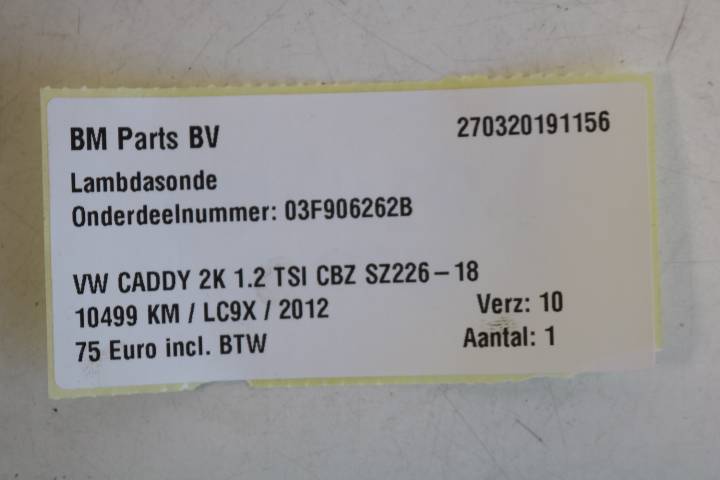 BM Parts BV 270320191156
Lambdasonde
Onderdeelnummer: 03F906262B
VW CADDY 2K 1.2 TSI CBZ SZ226-18
10499 KM / LC9X / 2012 Verz: 10
75 Euro incl. BTW Aantal: 1